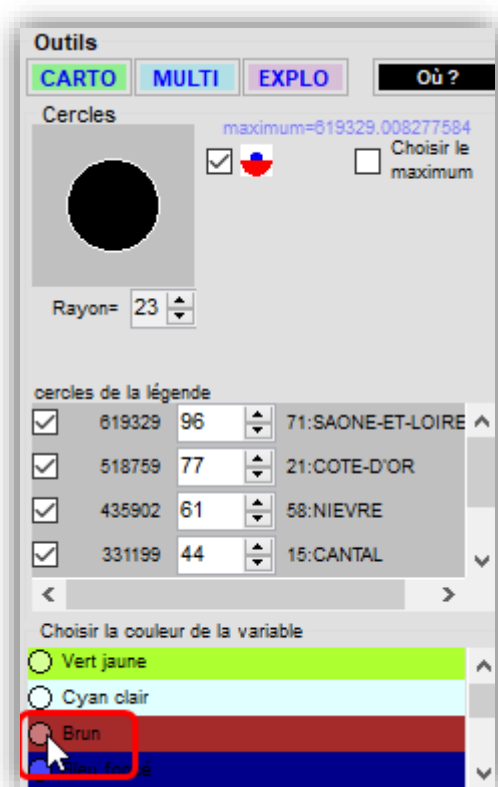 Outils
CARTO MULTI EXPLO Où ?
Cercles
maximum=619329.008277584
Choisir le
maximum
Rayon= 23
cercles de la légende
619329 96 71:SAONE-ET-LOIRE
518759 77 21:COTE-D'OR
435902 61 58:NIEVRE
331199 44 15:CANTAL
Choisir la couleur de la variable
Vert jaune
Cyan clair
Brun
Bleu foncé